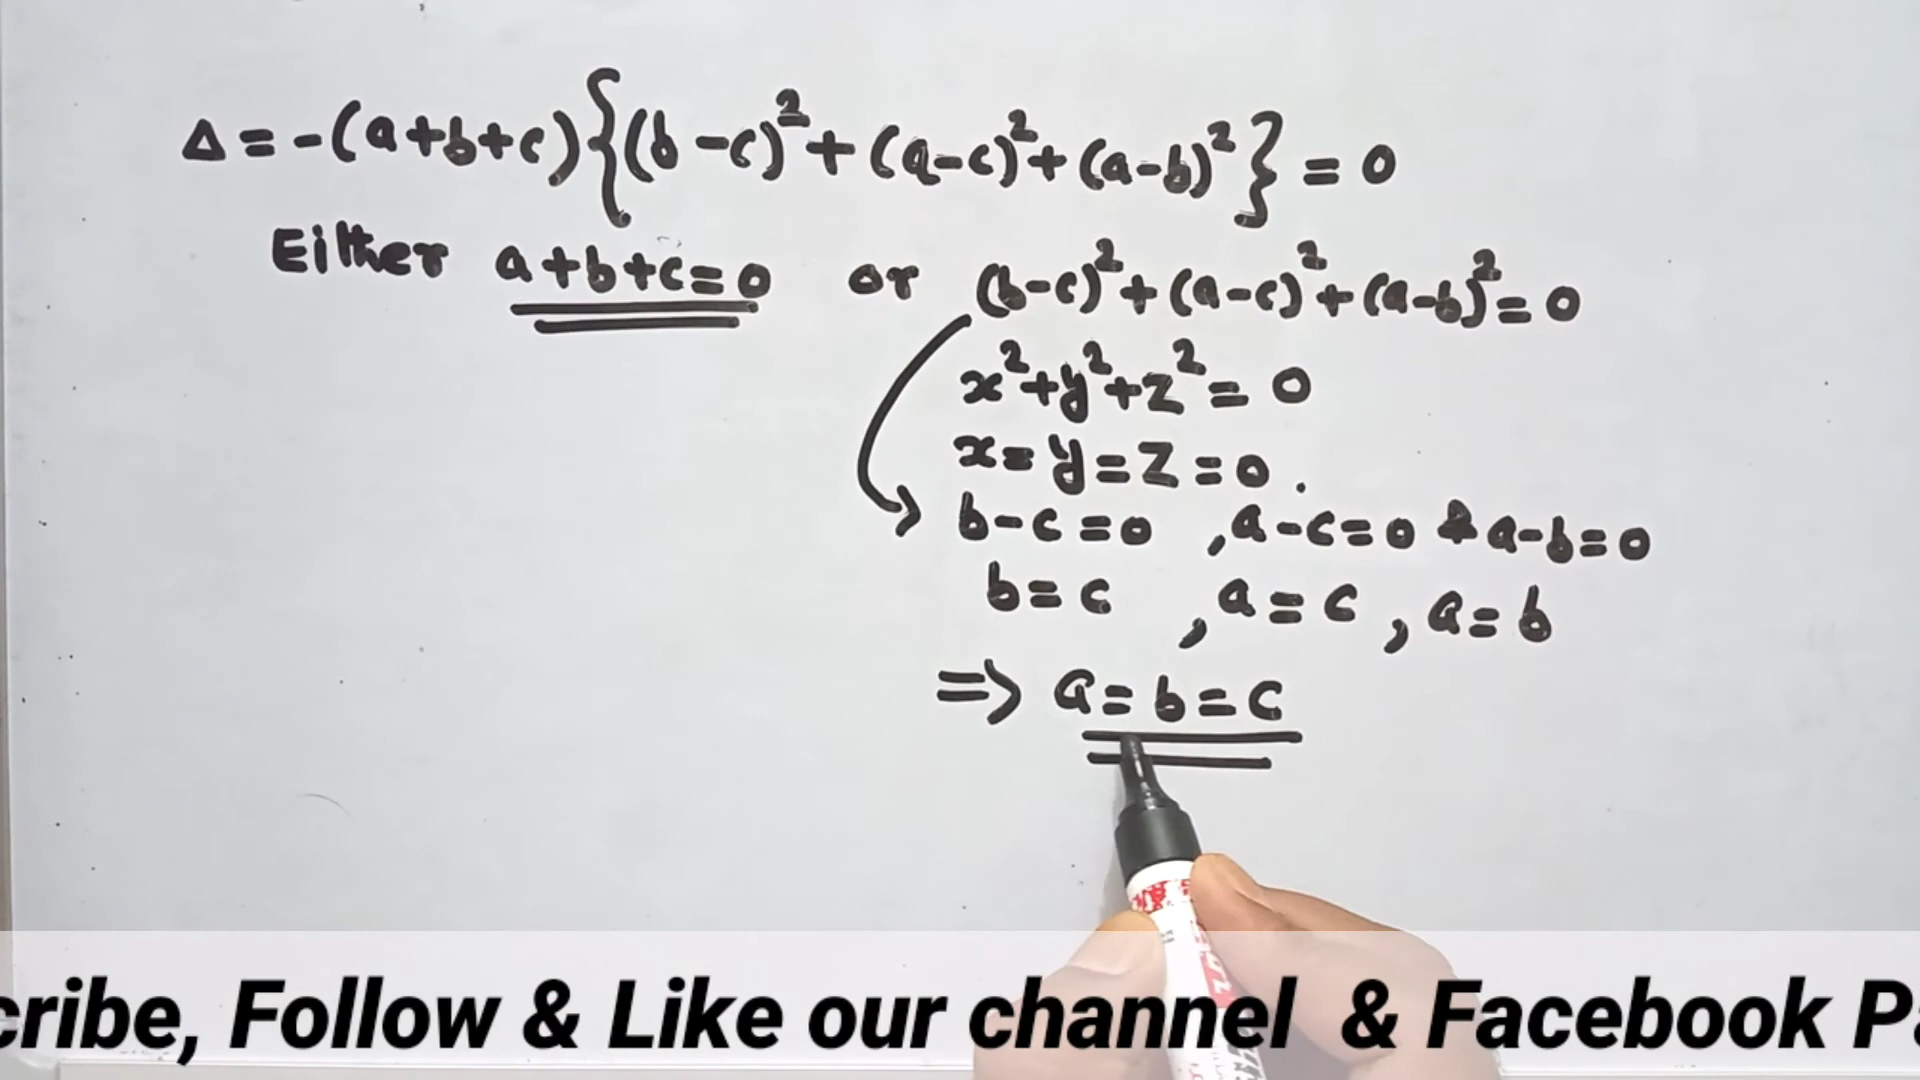 Δ = -(a+b+c){(b-c)²+(a-c)²+(a-b)²} = 0
Either a+b+c=0 or (b-c)²+(a-c)²+(a-b)²=0
x²+y²+z²=0
x=y=z=0.
b-c=0 , a-c=0 & a-b=0
b=c , a=c , a=b
=> a=b=c
cribe, Follow & Like our channel & Facebook P